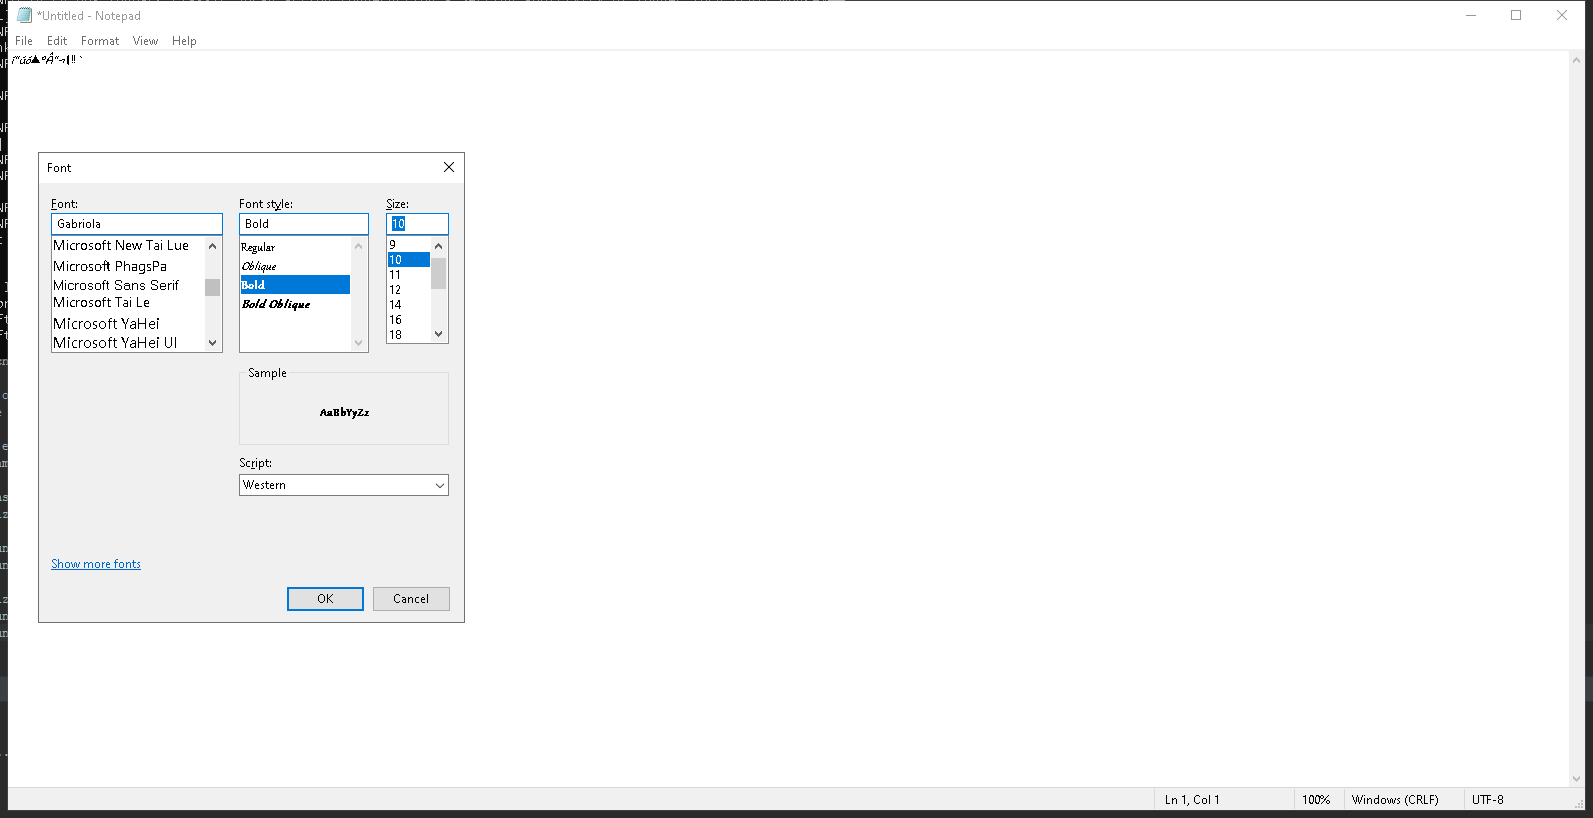 *Untitled - Notepad
File Edit Format View Help
Font
Font: Font style: Size:
Gabriola Bold 10
Microsoft New Tai Lue
Microsoft PhagsPa
Microsoft Sans Serif
Microsoft Tai Le
Microsoft YaHei
Microsoft YaHei UI
Regular
Oblique
Bold
Bold Oblique
9
10
11
12
14
16
18
Sample
AaBbYyZz
Script:
Western
Show more fonts
OK Cancel
Ln 1, Col 1 100% Windows (CRLF) UTF-8